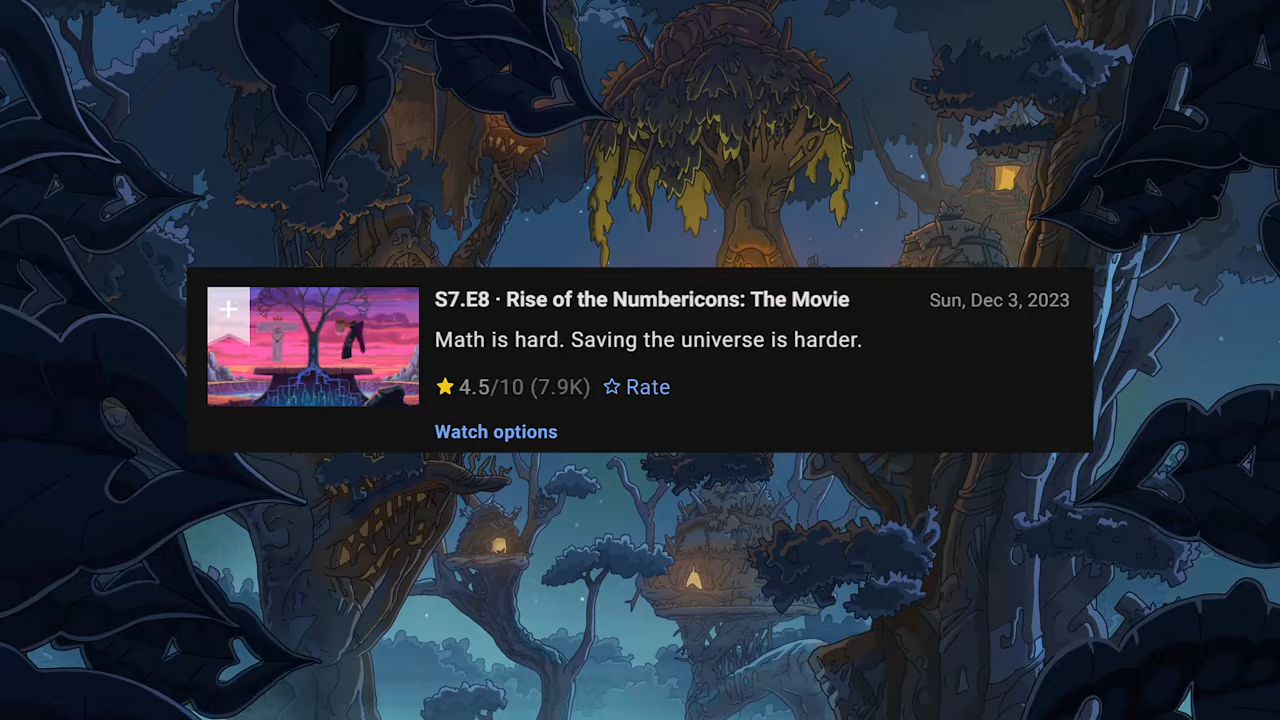 S7.E8 · Rise of the Numbericons: The Movie
Sun, Dec 3, 2023
Math is hard. Saving the universe is harder.
4.5/10 (7.9K) Rate
Watch options